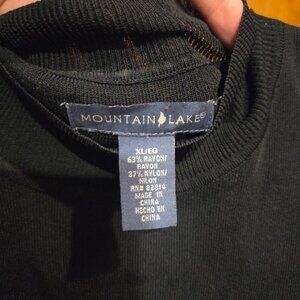 MOUNTAIN LAKE®
XL/EG
63% RAYON/
RAYON
37% NYLON/
NILON
RN# 82814
MADE IN
CHINA
HECHO EN
CHINA